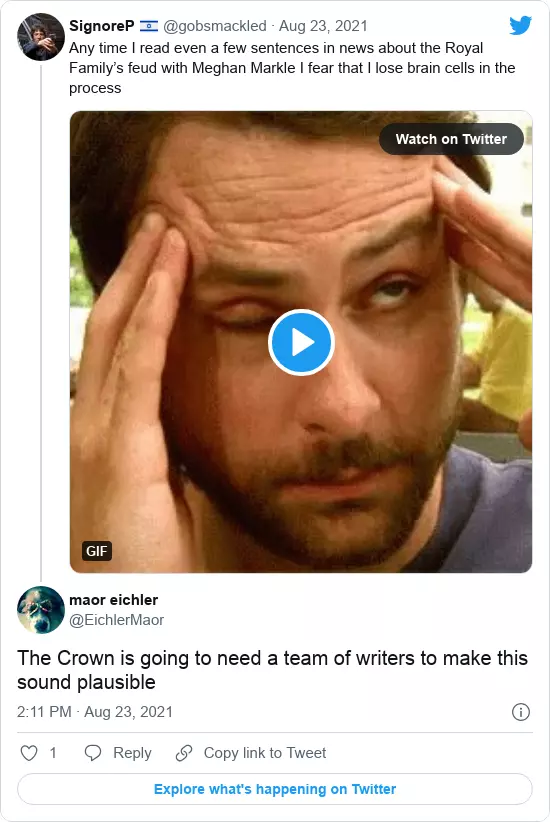 SignoreP 🇮🇱 @gobsmackled · Aug 23, 2021
Any time I read even a few sentences in news about the Royal
Family’s feud with Meghan Markle I fear that I lose brain cells in the
process
Watch on Twitter
GIF
maor eichler
@EichlerMaor
The Crown is going to need a team of writers to make this
sound plausible
2:11 PM · Aug 23, 2021
1 Reply Copy link to Tweet
Explore what's happening on Twitter